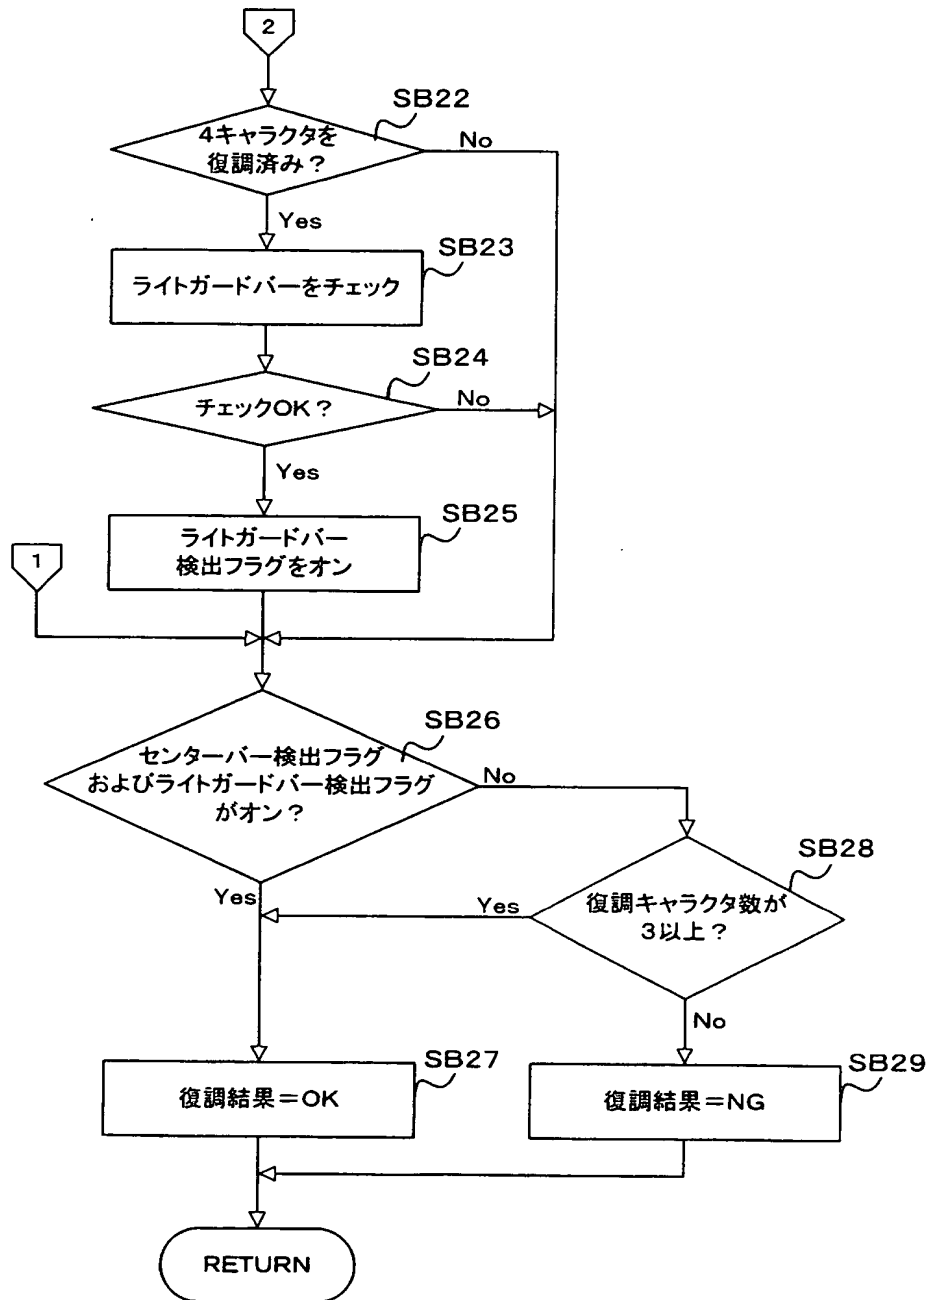 2
SB22
4キャラクタを
復調済み？
No
Yes
SB23
ライトガードバーをチェック
SB24
チェックOK？
No
Yes
SB25
ライトガードバー
検出フラグをオン
1
SB26
センターバー検出フラグ
およびライトガードバー検出フラグ
がオン？
No
Yes
SB28
復調キャラクタ数が
3以上？
Yes
No
SB27
復調結果＝OK
SB29
復調結果＝NG
RETURN